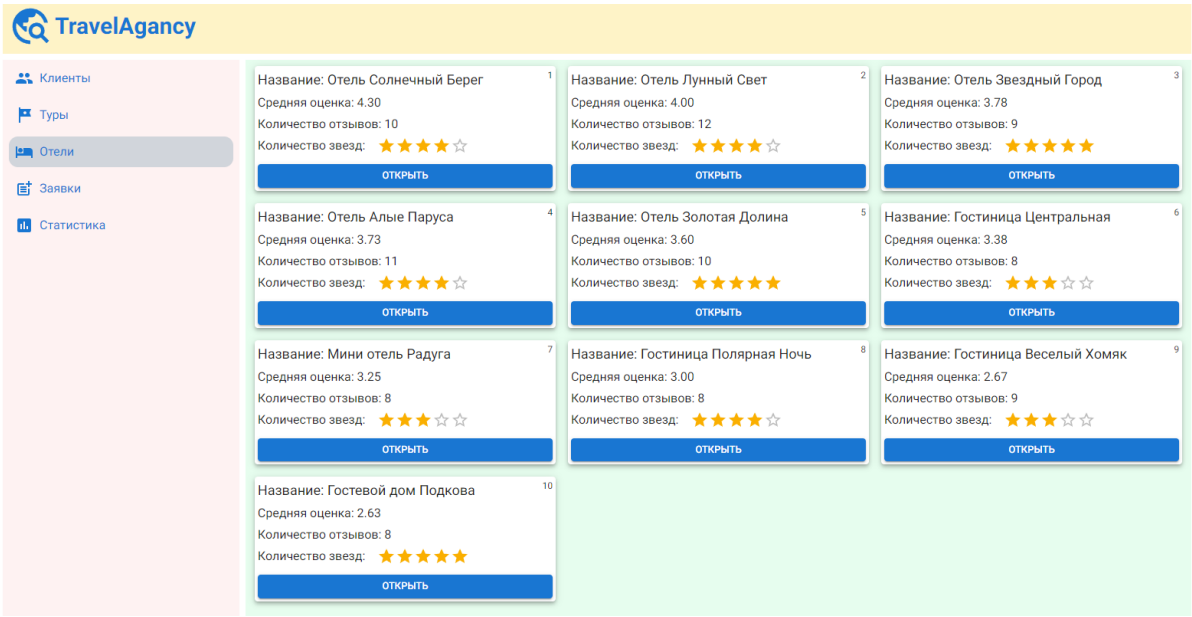 TravelAgancy
Клиенты
Туры
Отели
Заявки
Статистика
Название: Отель Солнечный Берег 1
Средняя оценка: 4.30
Количество отзывов: 10
Количество звезд:
ОТКРЫТЬ
Название: Отель Лунный Свет 2
Средняя оценка: 4.00
Количество отзывов: 12
Количество звезд:
ОТКРЫТЬ
Название: Отель Звездный Город 3
Средняя оценка: 3.78
Количество отзывов: 9
Количество звезд:
ОТКРЫТЬ
Название: Отель Алые Паруса 4
Средняя оценка: 3.73
Количество отзывов: 11
Количество звезд:
ОТКРЫТЬ
Название: Отель Золотая Долина 5
Средняя оценка: 3.60
Количество отзывов: 10
Количество звезд:
ОТКРЫТЬ
Название: Гостиница Центральная 6
Средняя оценка: 3.38
Количество отзывов: 8
Количество звезд:
ОТКРЫТЬ
Название: Мини отель Радуга 7
Средняя оценка: 3.25
Количество отзывов: 8
Количество звезд:
ОТКРЫТЬ
Название: Гостиница Полярная Ночь 8
Средняя оценка: 3.00
Количество отзывов: 8
Количество звезд:
ОТКРЫТЬ
Название: Гостиница Веселый Хомяк 9
Средняя оценка: 2.67
Количество отзывов: 9
Количество звезд:
ОТКРЫТЬ
Название: Гостевой дом Подкова 10
Средняя оценка: 2.63
Количество отзывов: 8
Количество звезд:
ОТКРЫТЬ